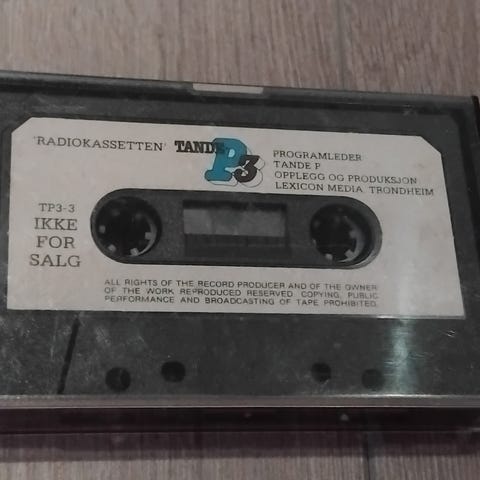 'RADIOKASSETTEN' TANDE P3
PROGRAMLEDER
TANDE P
OPPLEGG OG PRODUKSJON
LEXICON MEDIA, TRONDHEIM
TP3-3
IKKE
FOR
SALG
ALL RIGHTS OF THE RECORD PRODUCER AND OF THE OWNER
OF THE WORK REPRODUCED RESERVED. COPYING, PUBLIC
PERFORMANCE AND BROADCASTING OF TAPE PROHIBITED.